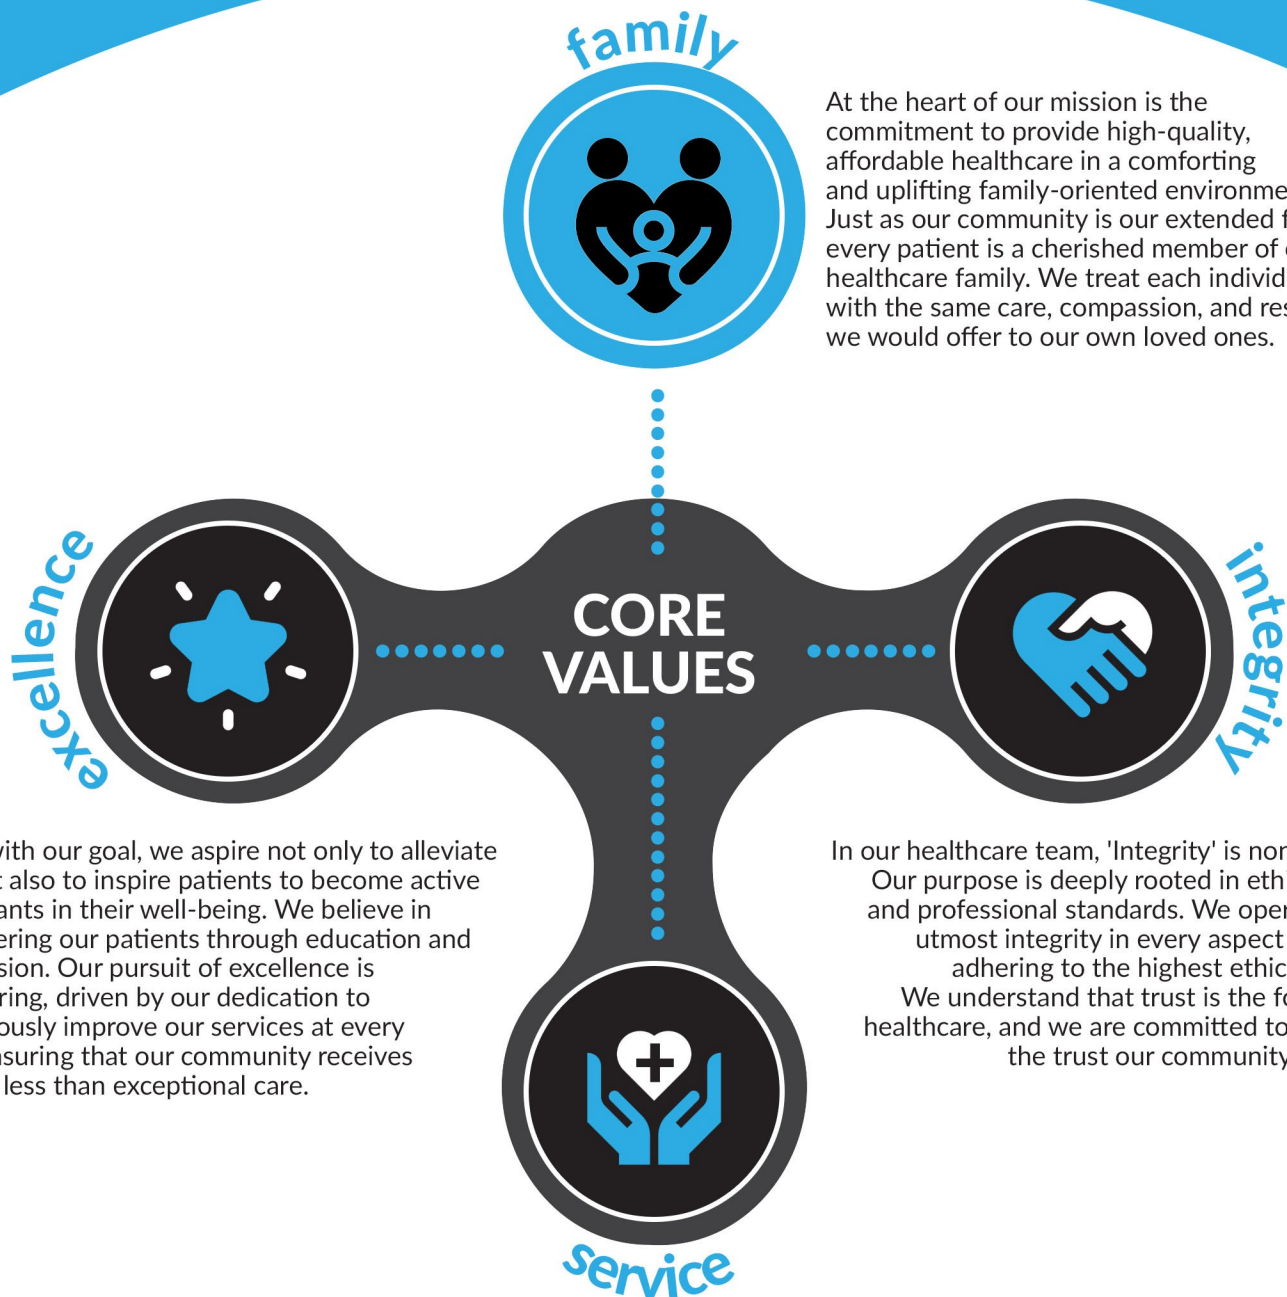 family
At the heart of our mission is the
commitment to provide high-quality,
affordable healthcare in a comforting
and uplifting family-oriented
Just as our community is our extended
every patient is a cherished member of
healthcare family. We treat each
with the same care, compassion, and
we would offer to our own loved ones.
excellence
CORE
VALUES
integrity
with our goal, we aspire not only to alleviate
also to inspire patients to become active
in their well-being. We believe in
our patients through education and
Our pursuit of excellence is
driven by our dedication to
improve our services at every
that our community receives
less than exceptional care.
In our healthcare team, 'Integrity' is
Our purpose is deeply rooted in
and professional standards. We
utmost integrity in every aspect
adhering to the highest
We understand that trust is the
healthcare, and we are committed to
the trust our community
service